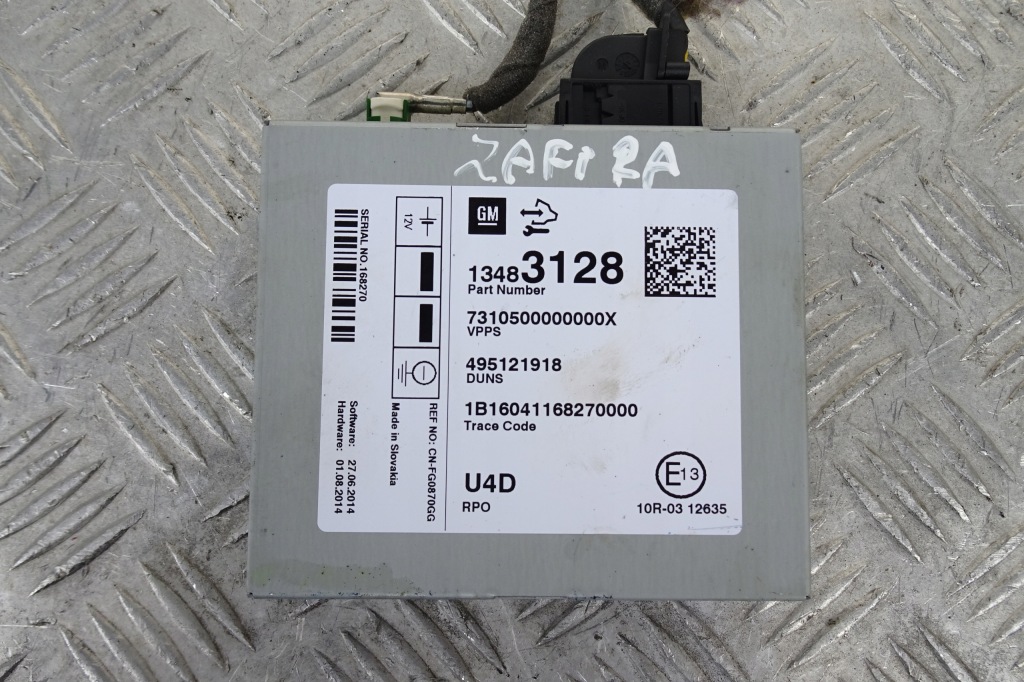 ZAFIRA
SERIAL NO.168270
12V
GM
13483128
Part Number
7310500000000X
VPPS
495121918
DUNS
1B16041168270000
Trace Code
U4D
RPO
E13
10R-03 12635
REF NO: CN-FG0870GG
Made in Slovakia
Software: 27.06.2014
Hardware: 01.08.2014